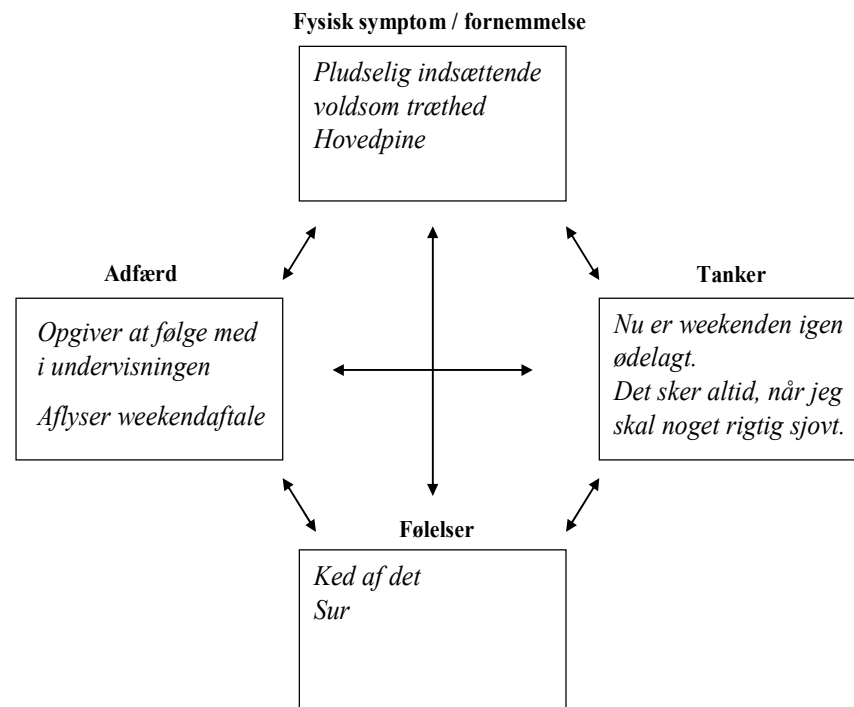 Fysisk symptom / fornemmelse
Pludselig indsættende
voldsom træthed
Hovedpine
Adfærd
Opgiver at følge med
i undervisningen
Aflyser weekendaftale
Tanker
Nu er weekenden igen
ødelagt.
Det sker altid, når jeg
skal noget rigtig sjovt.
Følelser
Ked af det
Sur